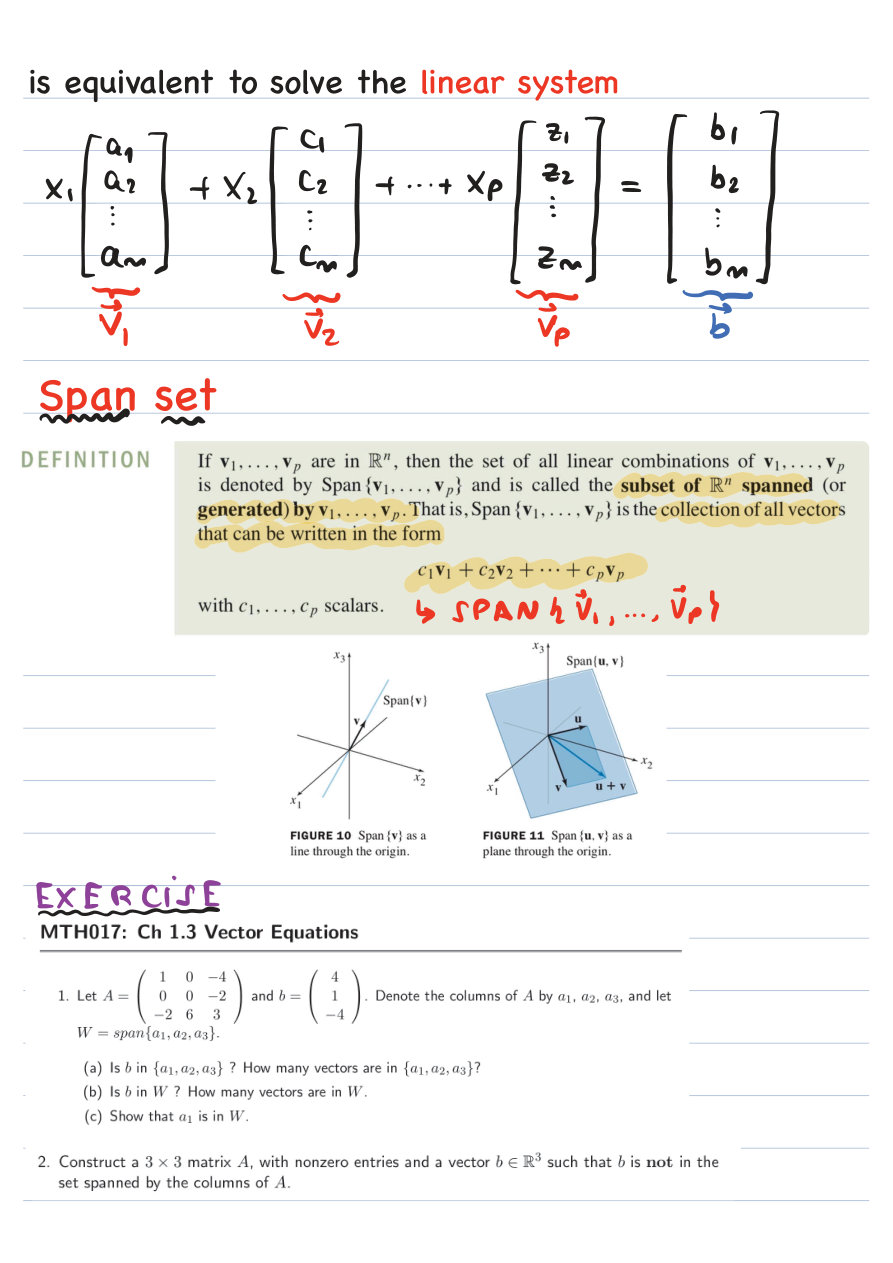 is equivalent to solve the linear system
x₁ [a₁ a₂ ⋮ aₙ] + x₂ [c₁ c₂ ⋮ cₙ] + ⋯ + xₚ [z₁ z₂ ⋮ zₙ] = [b₁ b₂ ⋮ bₙ]
v⃗₁ v⃗₂ v⃗ₚ b⃗
Span set
DEFINITION
If v₁, . . . , vₚ are in ℝⁿ, then the set of all linear combinations of v₁, . . . , vₚ
is denoted by Span {v₁, . . . , vₚ} and is called the subset of ℝⁿ spanned (or
generated) by v₁, . . . , vₚ. That is, Span {v₁, . . . , vₚ} is the collection of all vectors
that can be written in the form
c₁v₁ + c₂v₂ + ⋯ + cₚvₚ
with c₁, . . . , cₚ scalars. ↳ SPAN { v⃗₁, ..., v⃗ₚ }
x₃
Span{v}
v
x₂
x₁
FIGURE 10 Span {v} as a
line through the origin.
x₃
Span{u, v}
u
x₂
x₁
v
u + v
FIGURE 11 Span {u, v} as a
plane through the origin.
EXERCISE
MTH017: Ch 1.3 Vector Equations
1. Let A = ( 1 0 −4 ; 0 0 −2 ; −2 6 3 ) and b = ( 4 ; 1 ; −4 ). Denote the columns of A by a₁, a₂, a₃, and let
W = span{a₁, a₂, a₃}.
(a) Is b in {a₁, a₂, a₃} ? How many vectors are in {a₁, a₂, a₃}?
(b) Is b in W ? How many vectors are in W.
(c) Show that a₁ is in W.
2. Construct a 3 × 3 matrix A, with nonzero entries and a vector b ∈ ℝ³ such that b is not in the
set spanned by the columns of A.